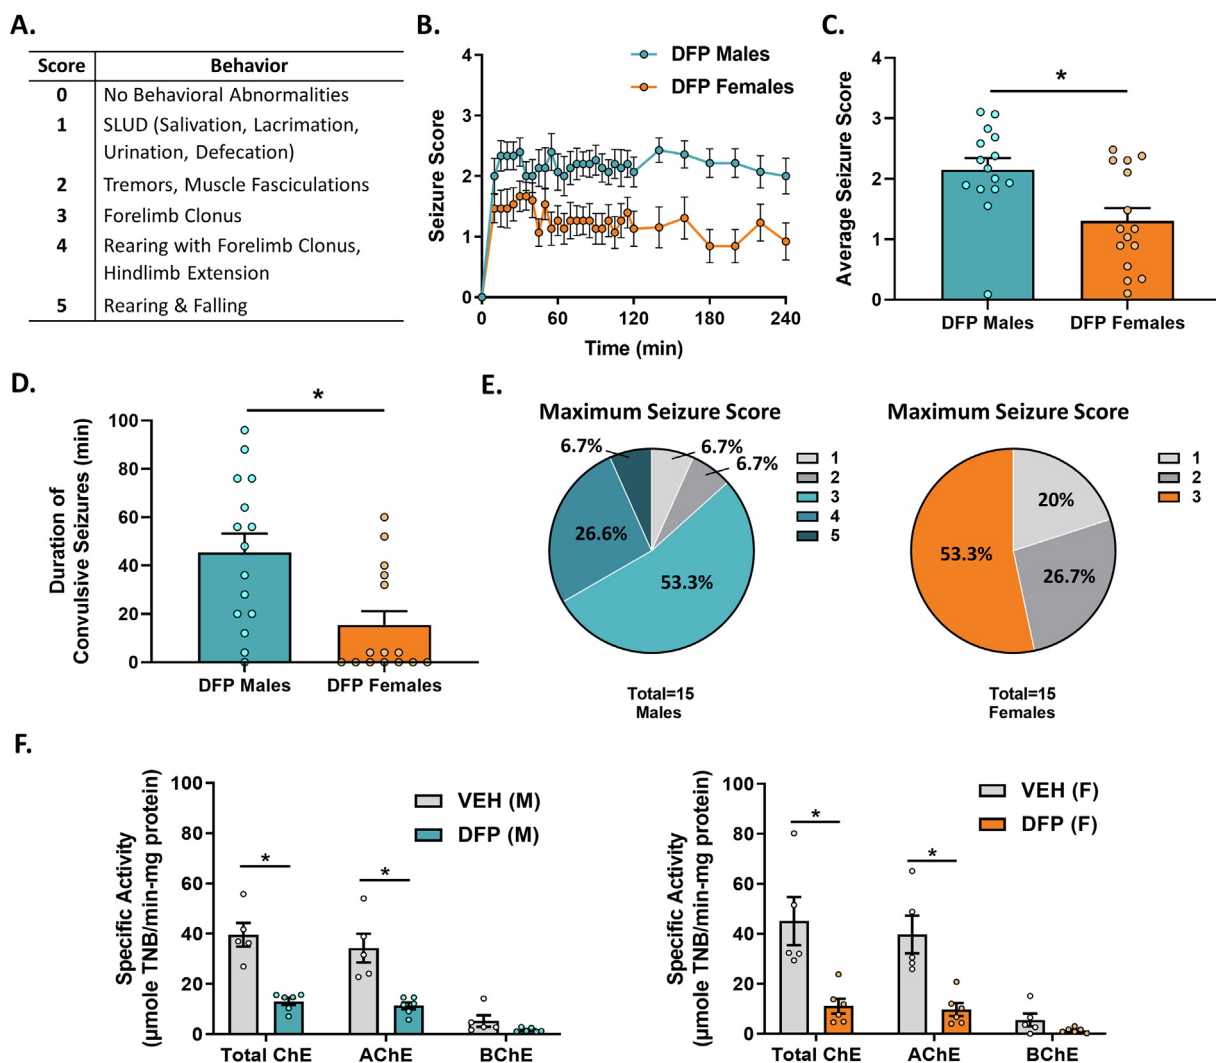 A.
Score Behavior
0 No Behavioral Abnormalities
1 SLUD (Salivation, Lacrimation,
Urination, Defecation)
2 Tremors, Muscle Fasciculations
3 Forelimb Clonus
4 Rearing with Forelimb Clonus,
Hindlimb Extension
5 Rearing & Falling
B.
DFP Males
DFP Females
Seizure Score
4
3
2
1
0
0 60 120 180 240
Time (min)
C.
*
Average Seizure Score
4
3
2
1
0
DFP Males DFP Females
D.
*
Duration of
Convulsive Seizures (min)
100
80
60
40
20
0
DFP Males DFP Females
E.
Maximum Seizure Score
6.7% 6.7%
6.7%
26.6%
53.3%
1
2
3
4
5
Total=15
Males
Maximum Seizure Score
20%
53.3%
26.7%
1
2
3
Total=15
Females
F.
Specific Activity
(µmole TNB/min-mg protein)
100
80
60
40
20
0
VEH (M)
DFP (M)
*
*
Total ChE AChE BChE
Specific Activity
(µmole TNB/min-mg protein)
100
80
60
40
20
0
VEH (F)
DFP (F)
*
*
Total ChE AChE BChE